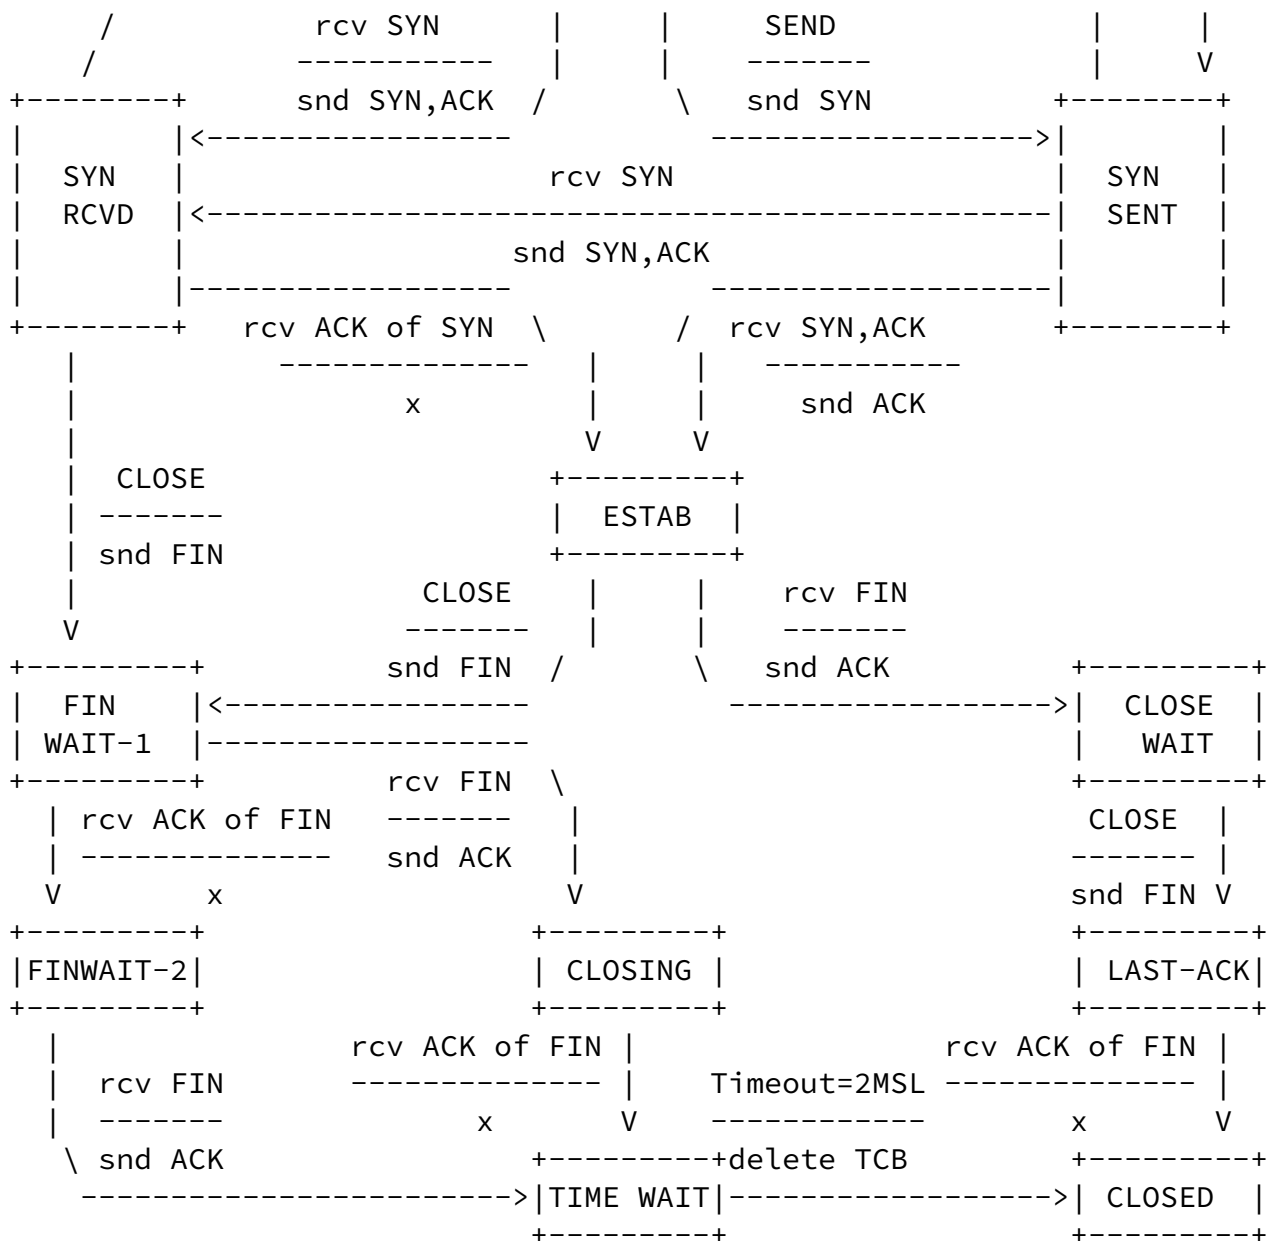 rcv SYN SEND
----------- -------
snd SYN,ACK snd SYN
SYN rcv SYN SYN
RCVD SENT
snd SYN,ACK
rcv ACK of SYN rcv SYN,ACK
-------------- -----------
x snd ACK
V V
CLOSE
------- ESTAB
snd FIN
CLOSE rcv FIN
V ------- -------
snd FIN snd ACK
FIN CLOSE
WAIT-1 WAIT
rcv FIN
rcv ACK of FIN ------- CLOSE
-------------- snd ACK -------
V x V snd FIN V
FINWAIT-2 CLOSING LAST-ACK
rcv ACK of FIN rcv ACK of FIN
rcv FIN -------------- Timeout=2MSL --------------
------- x V ------------ x V
snd ACK delete TCB
TIME WAIT CLOSED